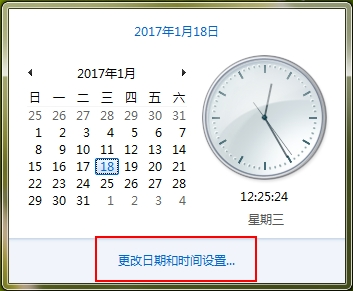 2017年1月18日
2017年1月
日 一 二 三 四 五 六
25 26 27 28 29 30 31
1 2 3 4 5 6 7
8 9 10 11 12 13 14
15 16 17 18 19 20 21
22 23 24 25 26 27 28
29 30 31 1 2 3 4
12:25:24
星期三
更改日期和时间设置...